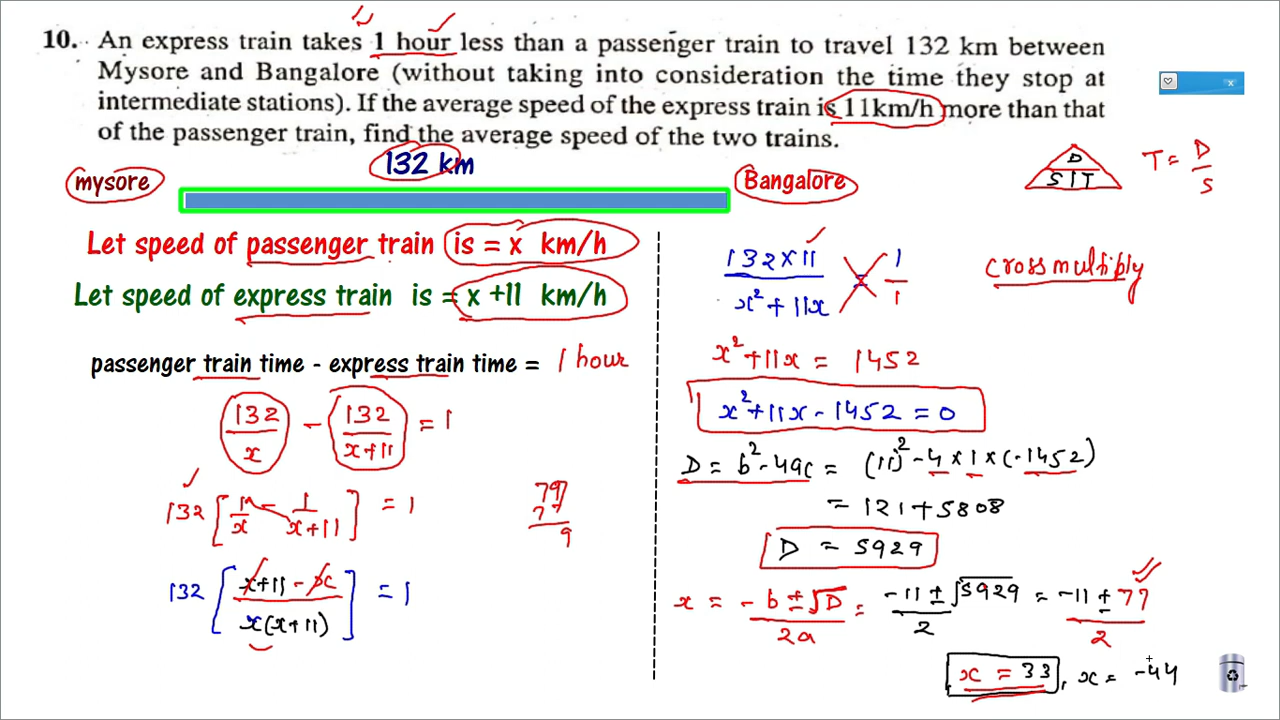 10. An express train takes 1 hour less than a passenger train to travel 132 km between
Mysore and Bangalore (without taking into consideration the time they stop at
intermediate stations). If the average speed of the express train is 11km/h more than that
of the passenger train, find the average speed of the two trains.
132 km
mysore
Bangalore
D
S | T
T = D/S
Let speed of passenger train is = x km/h
Let speed of express train is = x +11 km/h
passenger train time - express train time = 1 hour
132/x - 132/(x+11) = 1
132 [1/x - 1/(x+11)] = 1
79
77
9
132 [(x+11 - x)/(x(x+11))] = 1
(132×11)/(x²+11x) = 1/1
cross multiply
x²+11x = 1452
x²+11x-1452 = 0
D = b²-4ac = (11)²-4×1×(-1452)
= 121+5808
D = 5929
x = (-b±√D)/2a = (-11±√5929)/2 = (-11±77)/2
x = 33, x = -44